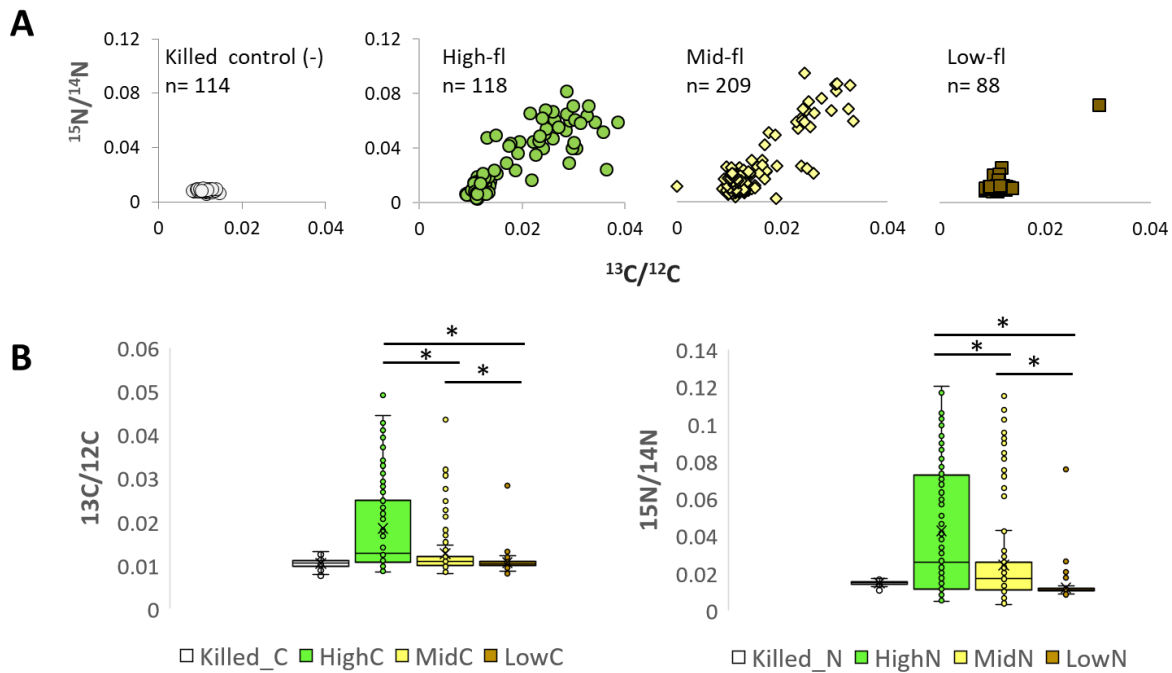 A
0.12
0.08
0.04
0
15N/14N
Killed control (-)
n= 114
0
0.02
0.04
0.12
0.08
0.04
0
High-fl
n= 118
0
0.02
0.04
Mid-fl
n= 209
0
0.02
0.04
Low-fl
n= 88
0
0.02
0.04
13C/12C
B
0.06
0.05
0.04
0.03
0.02
0.01
0
13C/12C
*
*
*
Killed_C HighC MidC LowC
0.14
0.12
0.1
0.08
0.06
0.04
0.02
0
15N/14N
*
*
*
Killed_N HighN MidN LowN